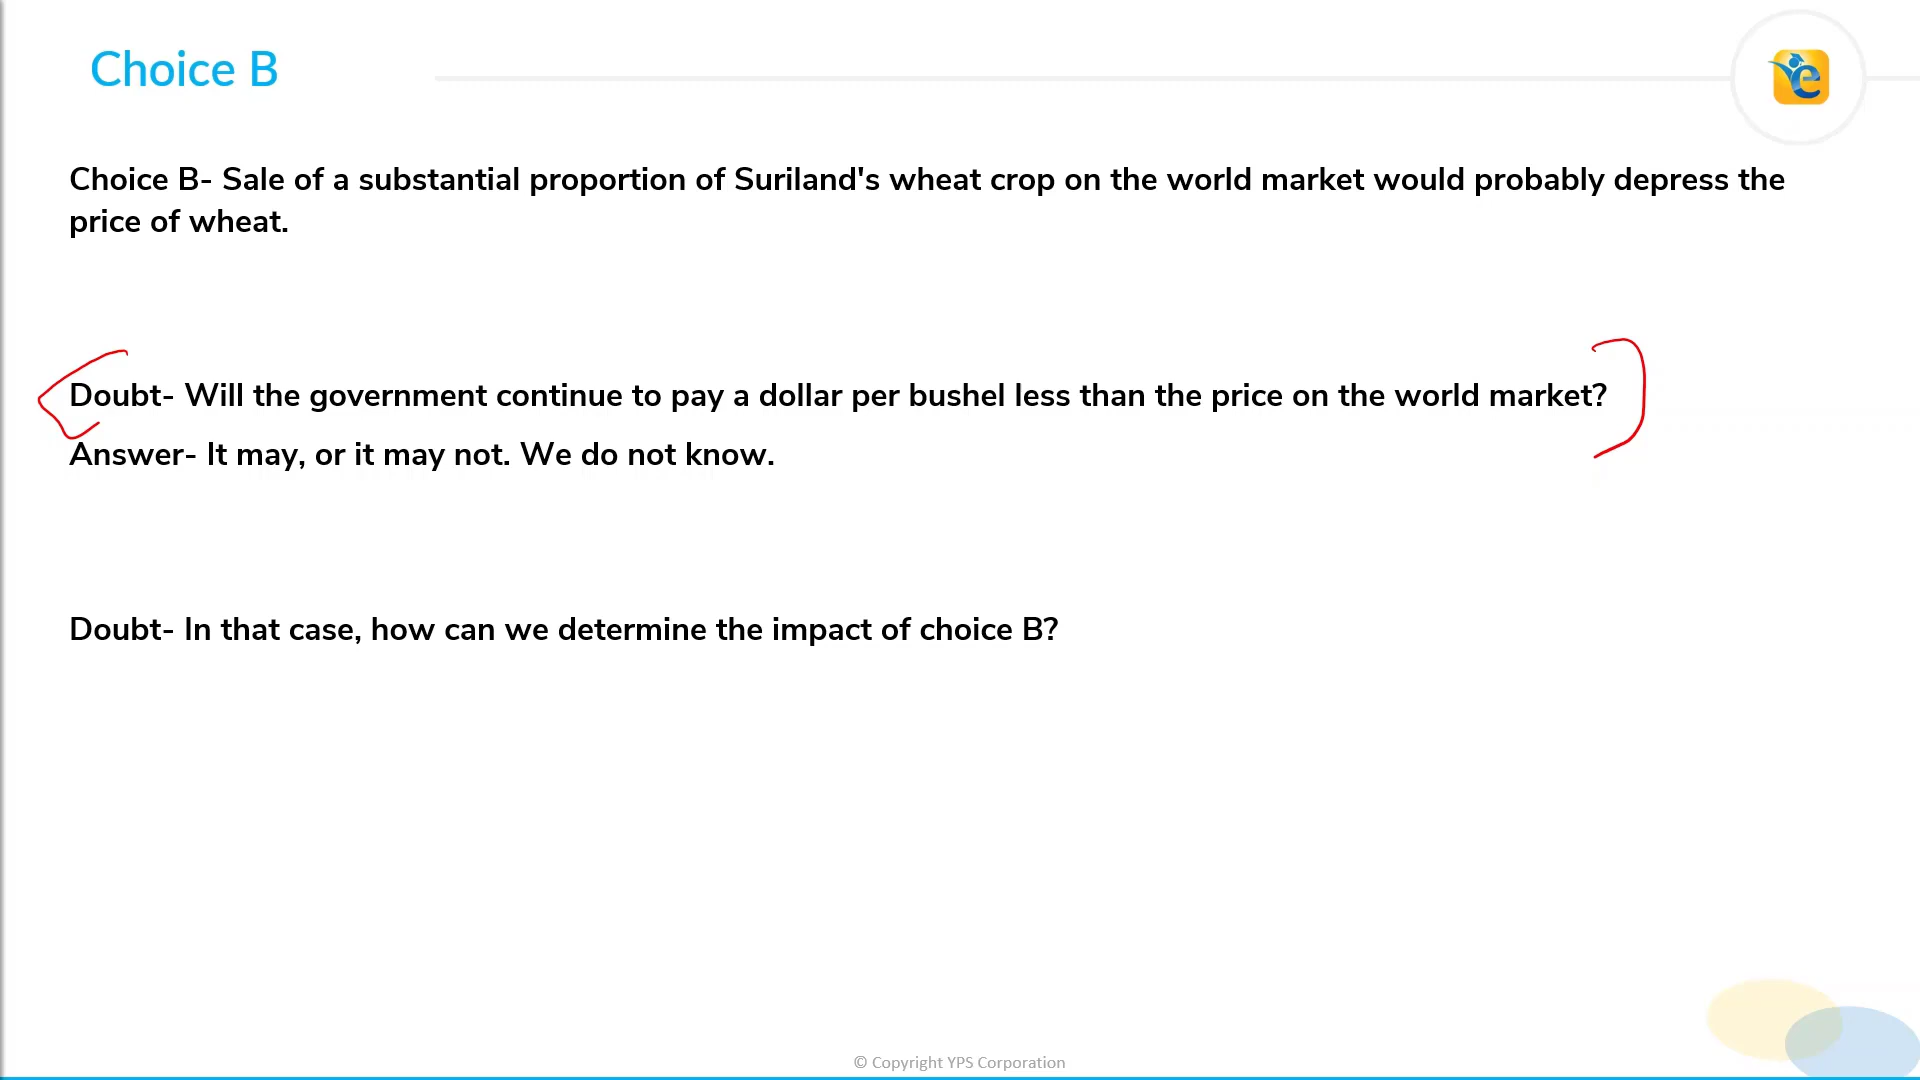 Choice B
Choice B- Sale of a substantial proportion of Suriland's wheat crop on the world market would probably depress the
price of wheat.
Doubt- Will the government continue to pay a dollar per bushel less than the price on the world market?
Answer- It may, or it may not. We do not know.
Doubt- In that case, how can we determine the impact of choice B?
© Copyright YPS Corporation